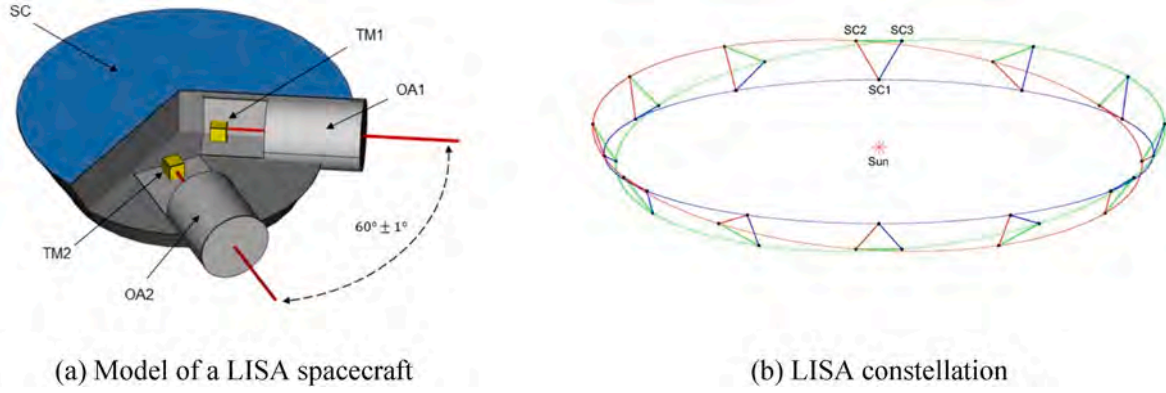 SC
TM1
OA1
TM2
OA2
60° ± 1°
(a) Model of a LISA spacecraft
SC2 SC3
SC1
Sun
(b) LISA constellation